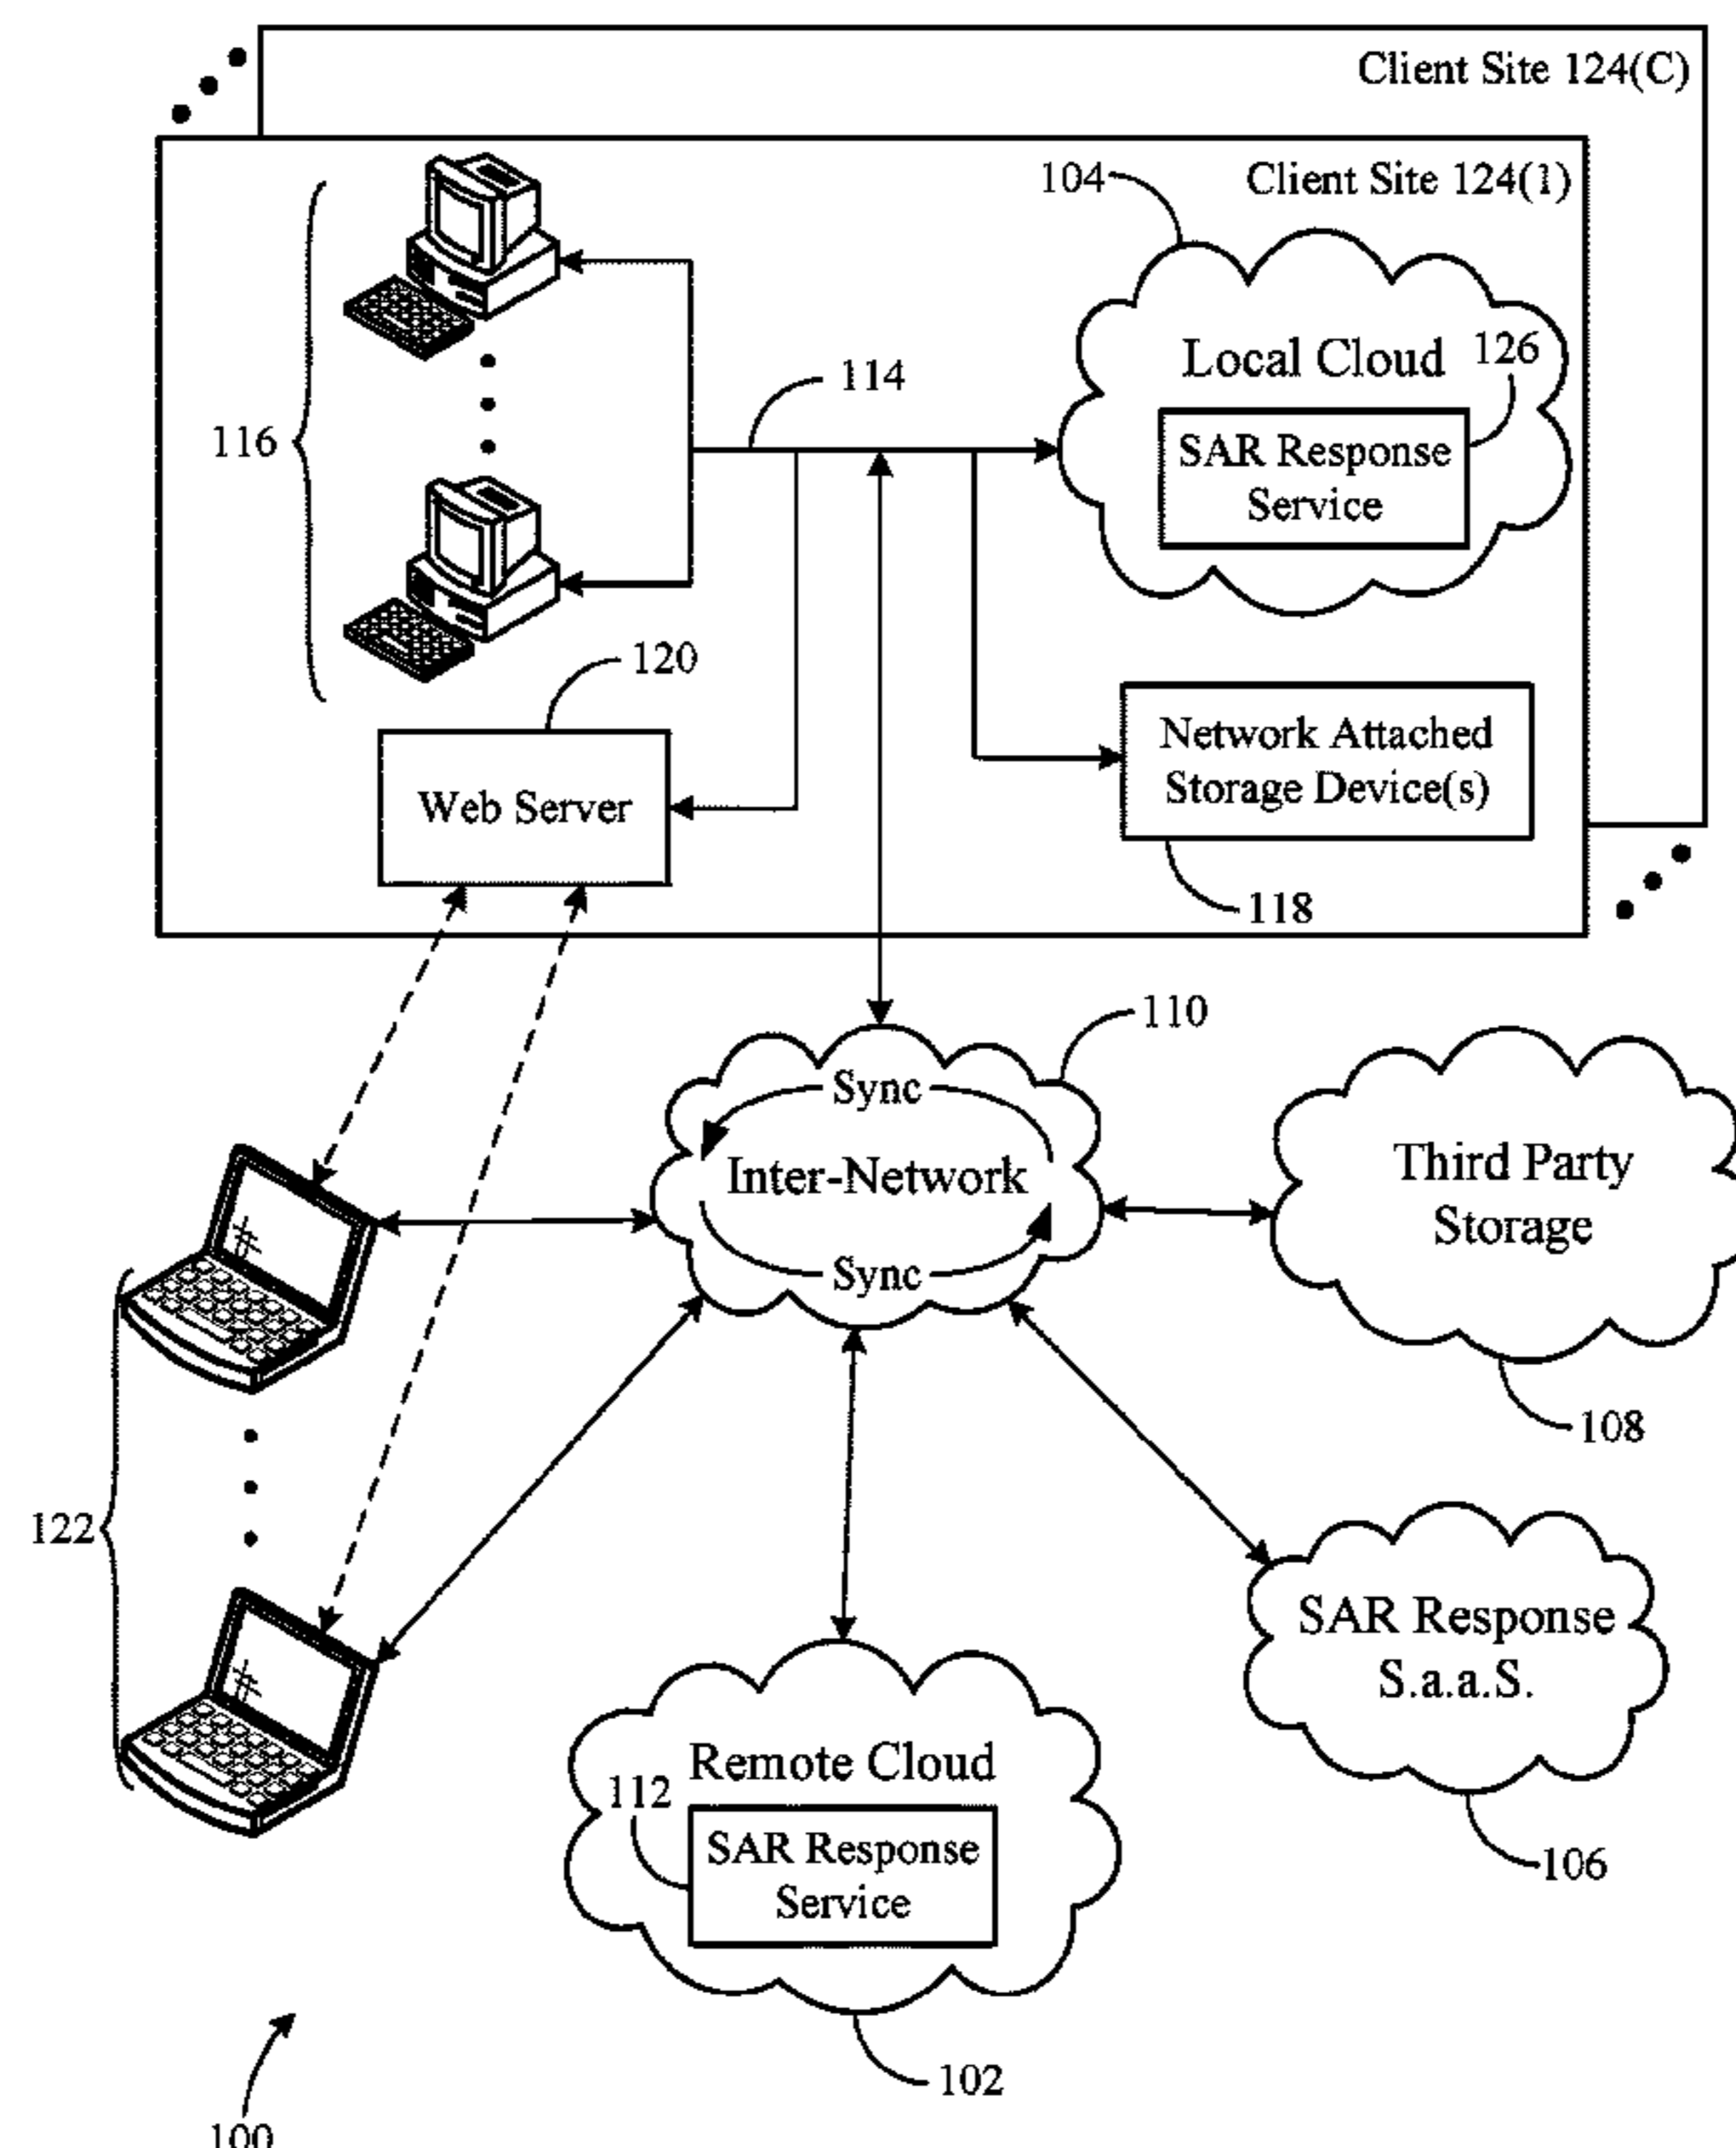 Client Site 124(C)
104
Client Site 124(1)
Local Cloud
126
SAR Response
Service
114
116
120
Web Server
Network Attached
Storage Device(s)
118
110
Sync
Inter-Network
Sync
Third Party
Storage
108
122
SAR Response
S.a.a.S.
106
Remote Cloud
112
SAR Response
Service
102
100